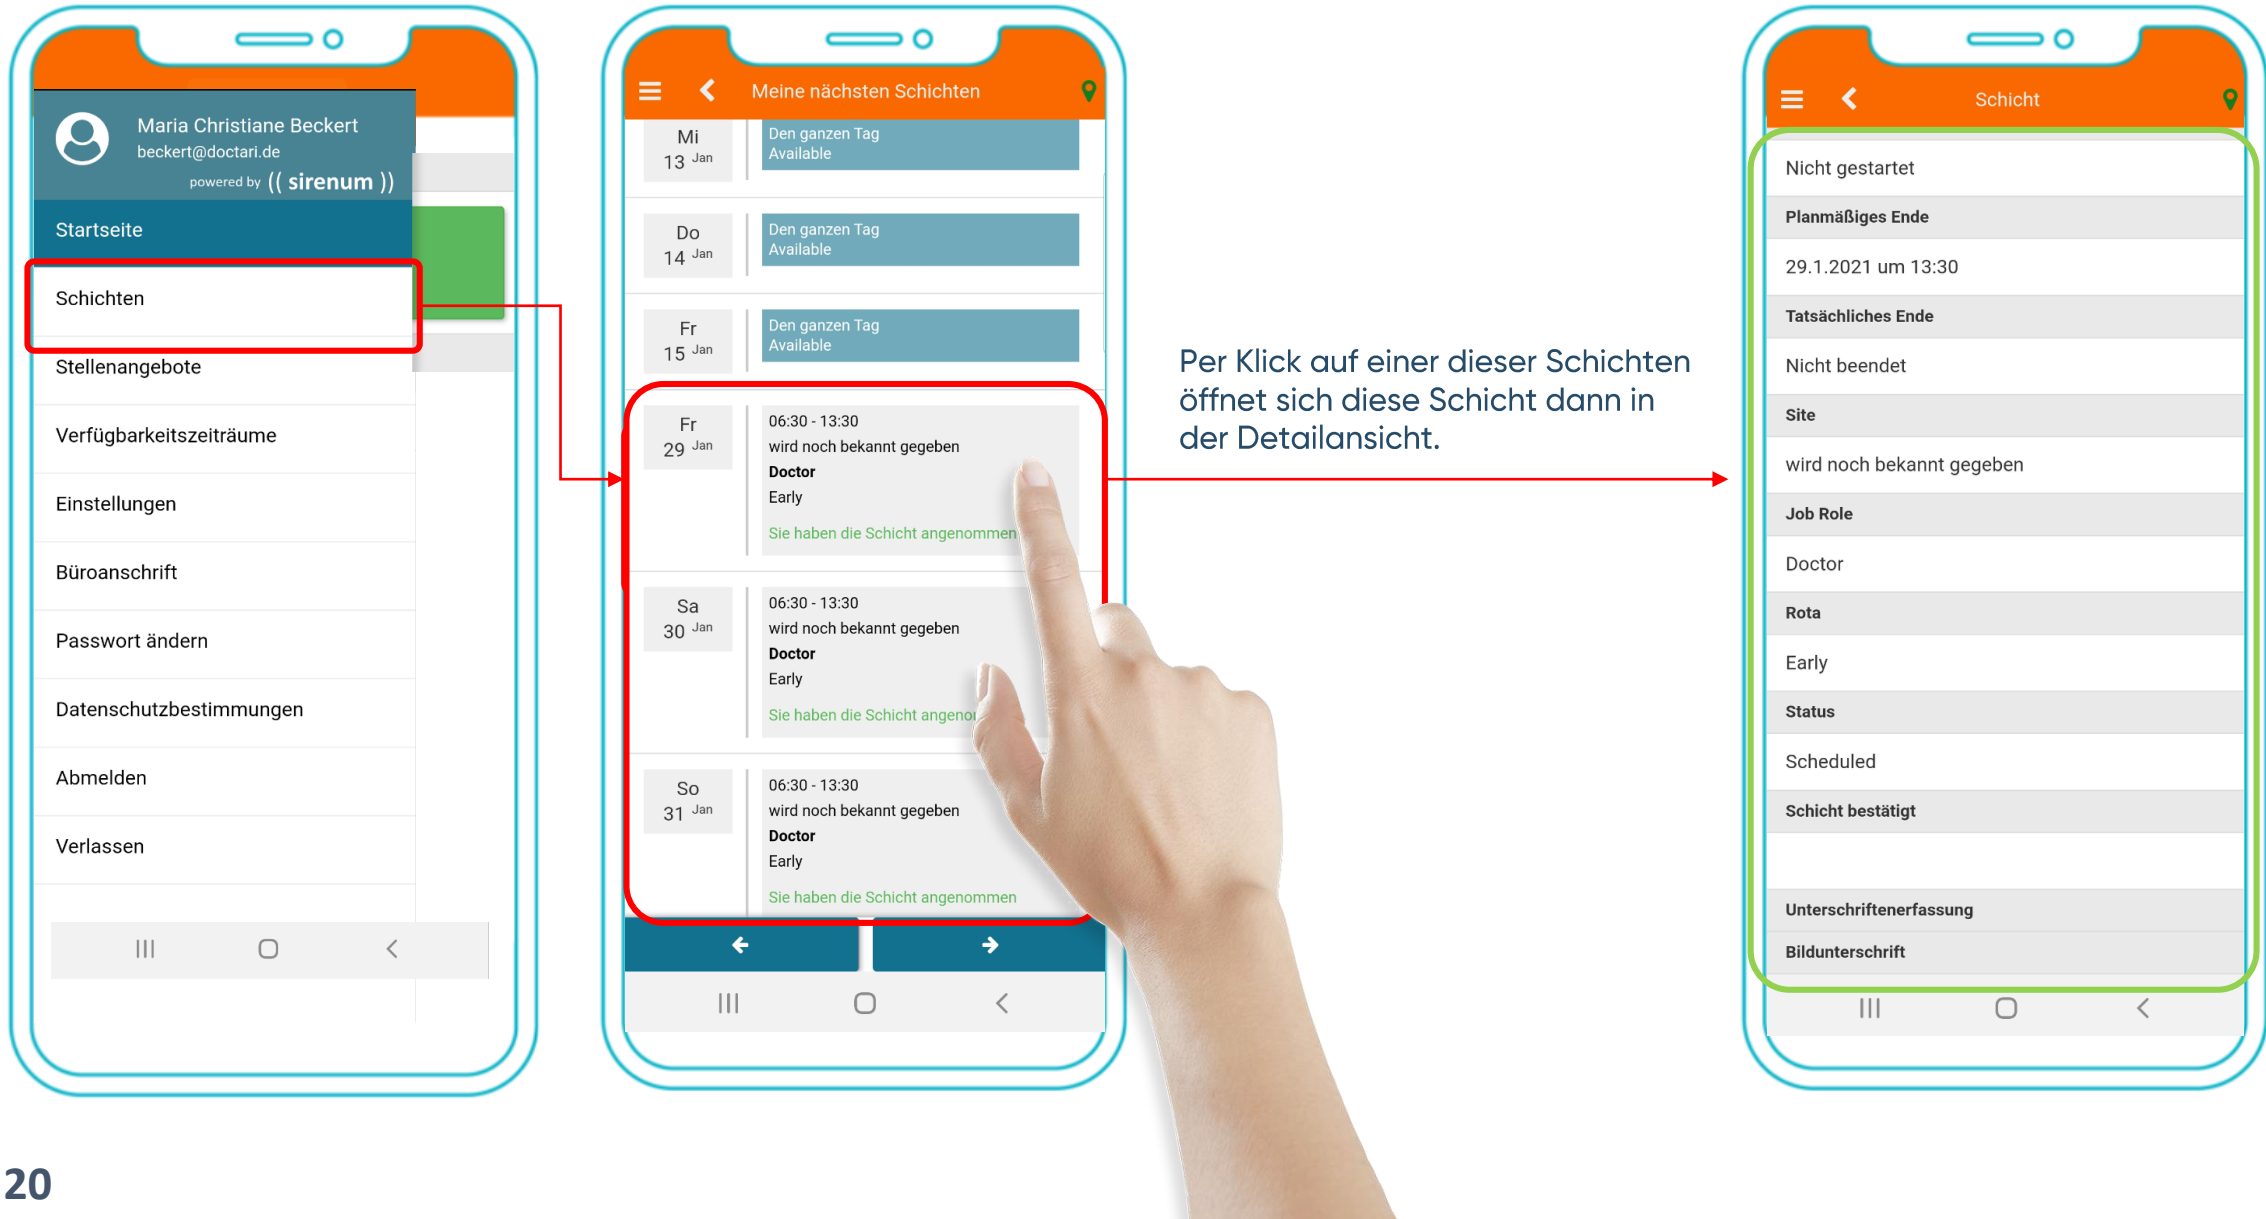 Maria Christiane Beckert
beckert@doctari.de
powered by (( sirenum ))
Startseite
Schichten
Stellenangebote
Verfügbarkeitszeiträume
Einstellungen
Büroanschrift
Passwort ändern
Datenschutzbestimmungen
Abmelden
Verlassen
Meine nächsten Schichten
Mi
13 Jan
Den ganzen Tag
Available
Do
14 Jan
Den ganzen Tag
Available
Fr
15 Jan
Den ganzen Tag
Available
Fr
29 Jan
06:30 - 13:30
wird noch bekannt gegeben
Doctor
Early
Sie haben die Schicht angenommen
Sa
30 Jan
06:30 - 13:30
wird noch bekannt gegeben
Doctor
Early
Sie haben die Schicht
So
31 Jan
06:30 - 13:30
wird noch bekannt gegeben
Doctor
Early
Sie haben die Schicht angenommen
Per Klick auf einer dieser Schichten
öffnet sich diese Schicht dann in
der Detailansicht.
Schicht
Nicht gestartet
Planmäßiges Ende
29.1.2021 um 13:30
Tatsächliches Ende
Nicht beendet
Site
wird noch bekannt gegeben
Job Role
Doctor
Rota
Early
Status
Scheduled
Schicht bestätigt
Unterschriftenerfassung
Bildunterschrift
20